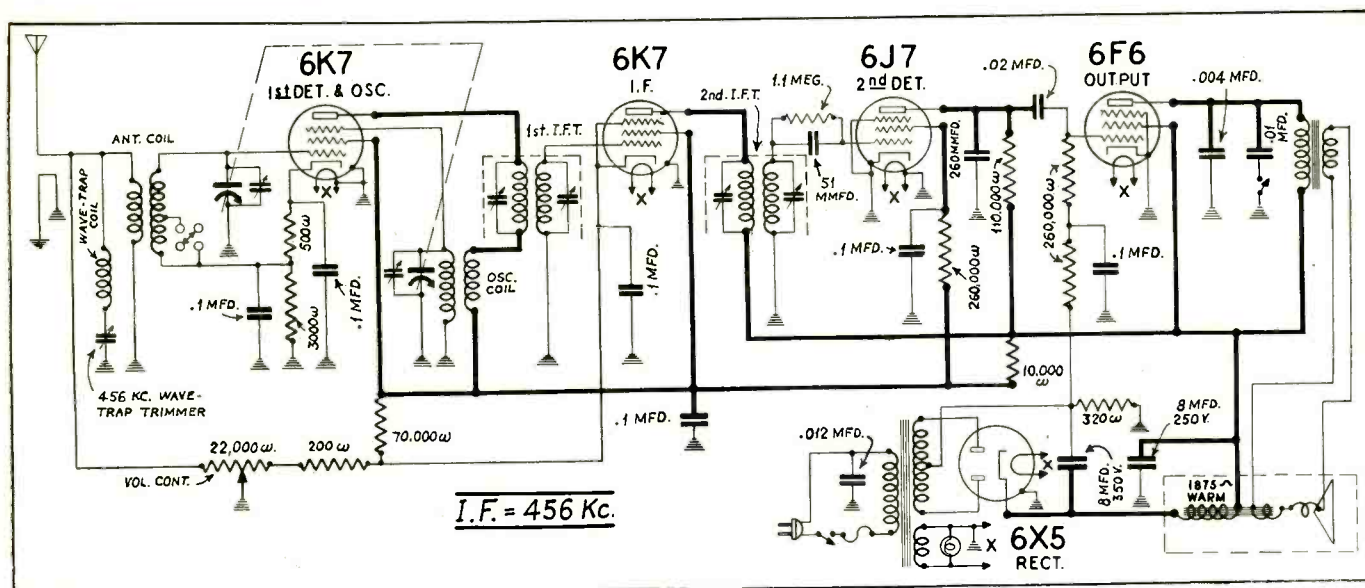 6K7
1st DET. & OSC.
ANT. COIL
WAVE-TRAP
COIL
500ω
3000ω
.1 MFD.
.1 MFD.
456 KC. WAVE-
TRAP TRIMMER
22,000ω.
VOL. CONT.
200ω
70,000ω
OSC.
COIL
1st. I.F.T.
6K7
I.F.
.1 MFD.
.1 MFD.
2nd. I.F.T.
1.1 MEG.
51
MMFD.
6J7
2nd DET.
.1 MFD.
260,000ω
260MMFD.
110,000ω
10,000
ω
.02 MFD.
6F6
OUTPUT
260,000ω
.1 MFD.
.004 MFD.
.01
MFD.
320ω
8 MFD.
250V.
8 MFD.
350V.
1875
WARM
.012 MFD.
X
X
X
X
X
X
6X5
RECT.
I.F. = 456 Kc.